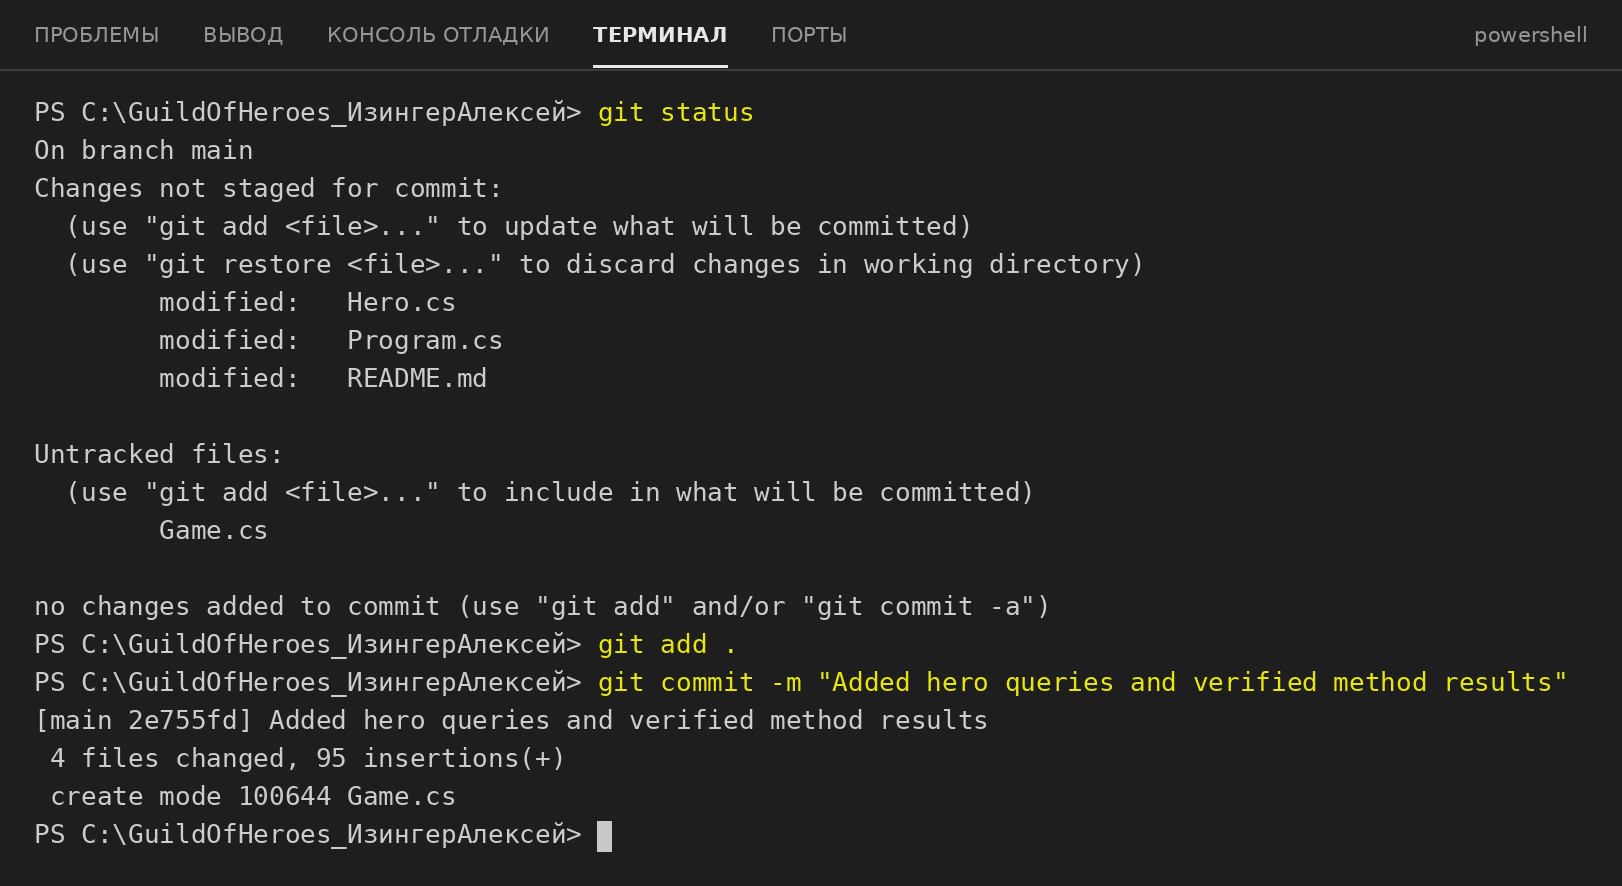 ПРОБЛЕМЫ ВЫВОД КОНСОЛЬ ОТЛАДКИ ТЕРМИНАЛ ПОРТЫ powershell
PS C:\GuildOfHeroes_ИзингерАлексей> git status
On branch main
Changes not staged for commit:
  (use "git add <file>..." to update what will be committed)
  (use "git restore <file>..." to discard changes in working directory)
        modified:   Hero.cs
        modified:   Program.cs
        modified:   README.md

Untracked files:
  (use "git add <file>..." to include in what will be committed)
        Game.cs

no changes added to commit (use "git add" and/or "git commit -a")
PS C:\GuildOfHeroes_ИзингерАлексей> git add .
PS C:\GuildOfHeroes_ИзингерАлексей> git commit -m "Added hero queries and verified method results"
[main 2e755fd] Added hero queries and verified method results
 4 files changed, 95 insertions(+)
 create mode 100644 Game.cs
PS C:\GuildOfHeroes_ИзингерАлексей>